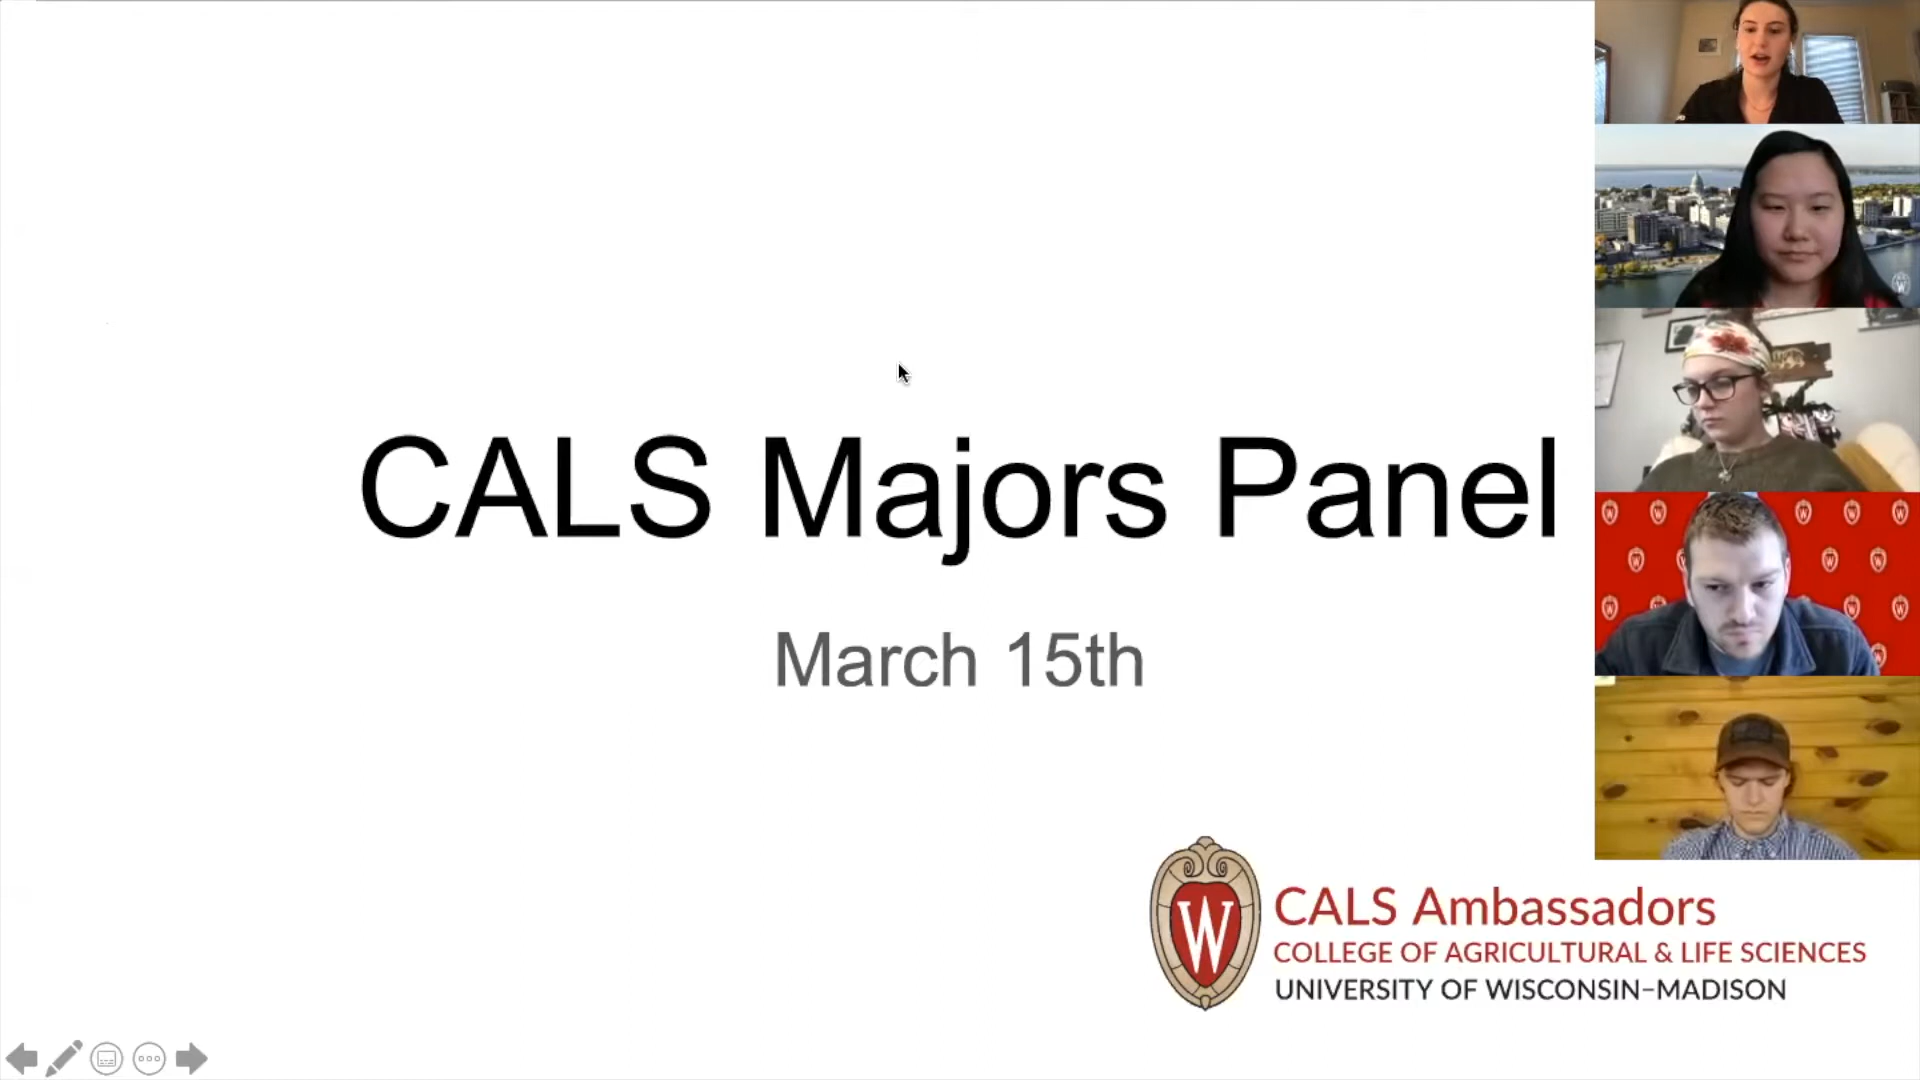 CALS Majors Panel
March 15th
W
CALS Ambassadors
COLLEGE OF AGRICULTURAL & LIFE SCIENCES
UNIVERSITY OF WISCONSIN–MADISON